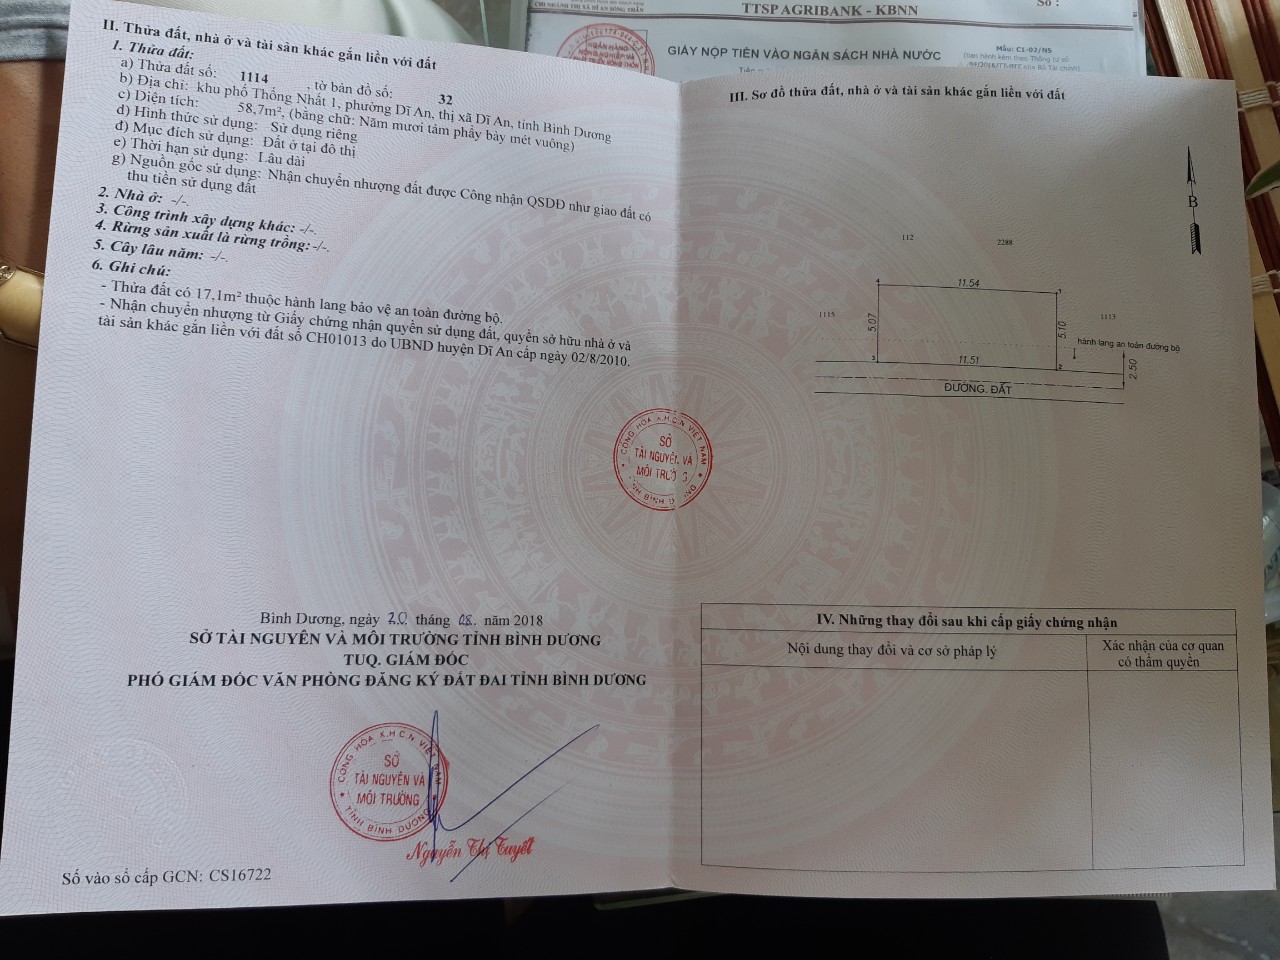 CHI NHÁNH THỊ XÃ DĨ AN SÓNG THẦN
TTSP AGRIBANK - KBNN
Số :
GIẤY NỘP TIỀN VÀO NGÂN SÁCH NHÀ NƯỚC
Mẫu: C1-02/NS
II. Thửa đất, nhà ở và tài sản khác gắn liền với đất
1. Thửa đất:
a) Thửa đất số: 1114 , tờ bản đồ số: 32
b) Địa chỉ: khu phố Thống Nhất 1, phường Dĩ An, thị xã Dĩ An, tỉnh Bình Dương
c) Diện tích: 58,7m², (bằng chữ: Năm mươi tám phẩy bảy mét vuông)
d) Hình thức sử dụng: Sử dụng riêng
đ) Mục đích sử dụng: Đất ở tại đô thị
e) Thời hạn sử dụng: Lâu dài
g) Nguồn gốc sử dụng: Nhận chuyển nhượng đất được Công nhận QSDĐ như giao đất có
thu tiền sử dụng đất
2. Nhà ở: -/-.
3. Công trình xây dựng khác: -/-.
4. Rừng sản xuất là rừng trồng: -/-.
5. Cây lâu năm: -/-.
6. Ghi chú:
- Thửa đất có 17,1m² thuộc hành lang bảo vệ an toàn đường bộ.
- Nhận chuyển nhượng từ Giấy chứng nhận quyền sử dụng đất, quyền sở hữu nhà ở và
tài sản khác gắn liền với đất số CH01013 do UBND huyện Dĩ An cấp ngày 02/8/2010.
Bình Dương, ngày 20 tháng 08. năm 2018
SỞ TÀI NGUYÊN VÀ MÔI TRƯỜNG TỈNH BÌNH DƯƠNG
TUQ. GIÁM ĐỐC
PHÓ GIÁM ĐỐC VĂN PHÒNG ĐĂNG KÝ ĐẤT ĐAI TỈNH BÌNH DƯƠNG
CỘNG HÒA X.H.C.N VIỆT NAM
SỞ
TÀI NGUYÊN VÀ
MÔI TRƯỜNG
TỈNH BÌNH DƯƠNG
Nguyễn Thị Tuyết
Số vào sổ cấp GCN: CS16722
III. Sơ đồ thửa đất, nhà ở và tài sản khác gắn liền với đất
B
112
2288
4
11.54
1
1115
5.07
5.10
1113
hành lang an toàn đường bộ
3
11.51
2
2.50
ĐƯỜNG ĐẤT
CỘNG HÒA X.H.C.N VIỆT NAM
SỞ
TÀI NGUYÊN VÀ
MÔI TRƯỜNG
TỈNH BÌNH DƯƠNG
IV. Những thay đổi sau khi cấp giấy chứng nhận
Nội dung thay đổi và cơ sở pháp lý
Xác nhận của cơ quan
có thẩm quyền